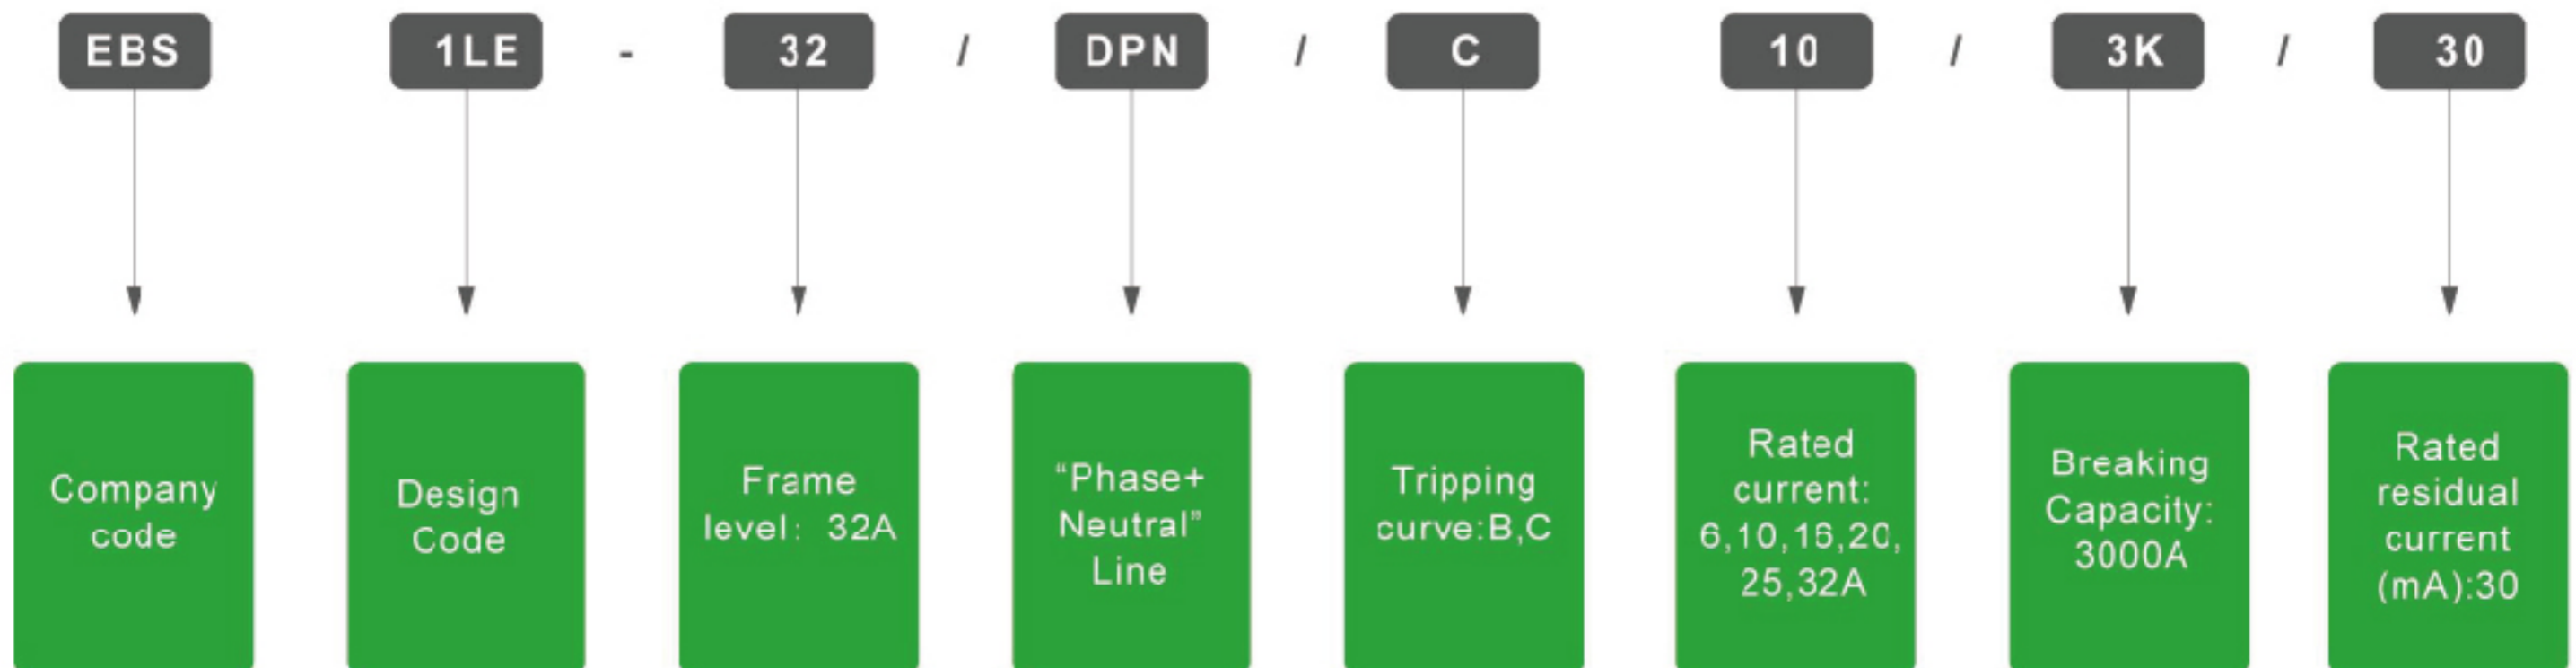 EBS 1LE - 32 / DPN / C 10 / 3K / 30
Company
code
Design
Code
Frame
level: 32A
“Phase+
Neutral”
Line
Tripping
curve:B,C
Rated
current:
6,10,16,20,
25,32A
Breaking
Capacity:
3000A
Rated
residual
current
(mA):30